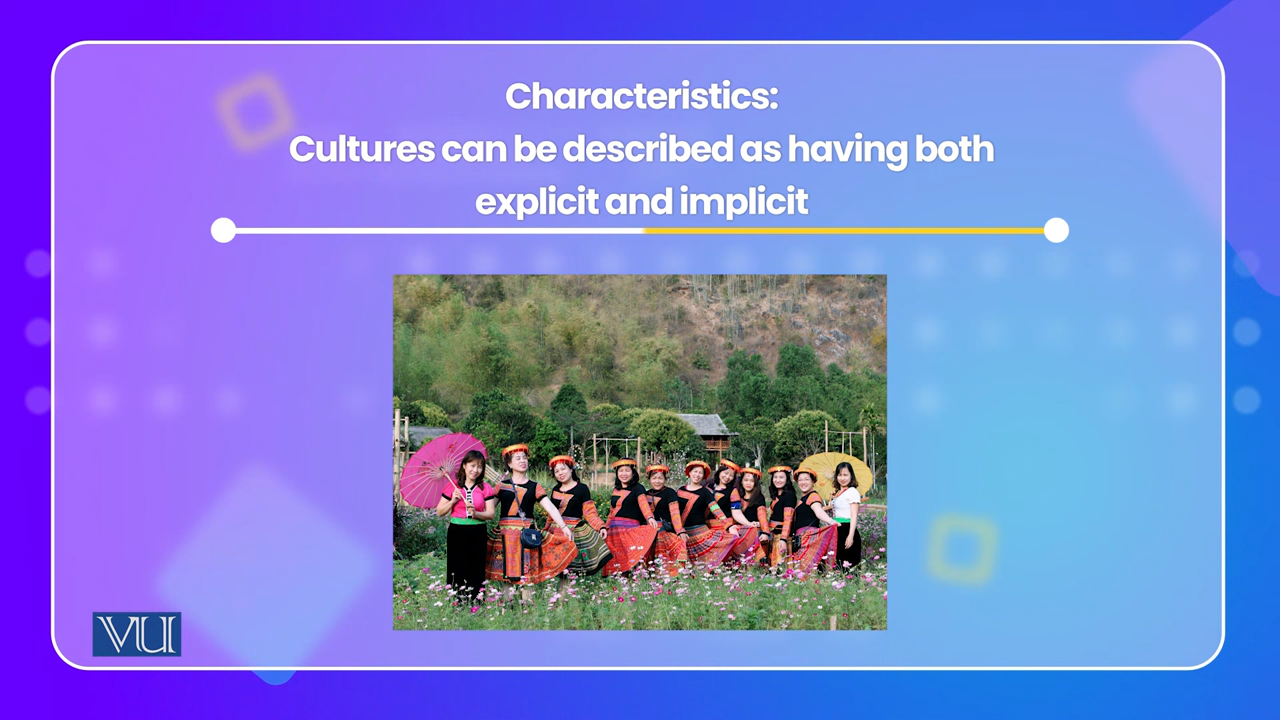 Characteristics:
Cultures can be described as having both
explicit and implicit
VU